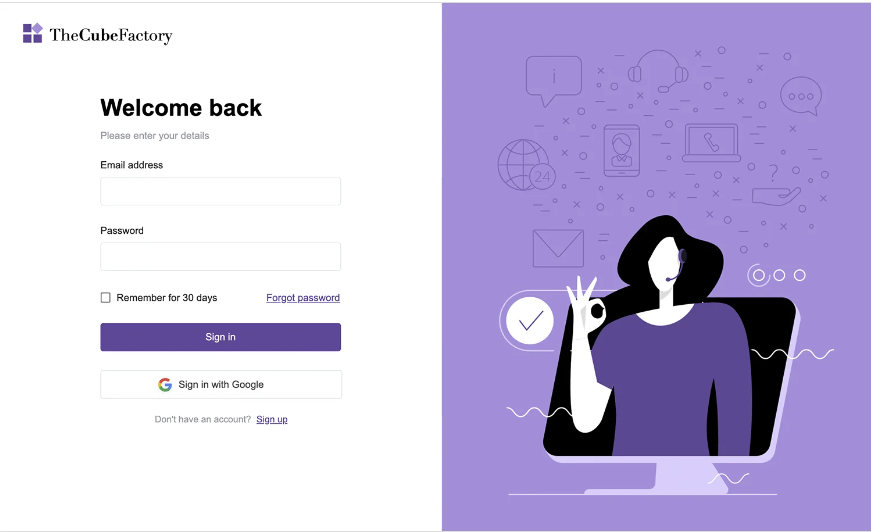 TheCubeFactory
Welcome back
Please enter your details
Email address
Password
Remember for 30 days
Forgot password
Sign in
Sign in with Google
Don't have an account? Sign up
i
24
?